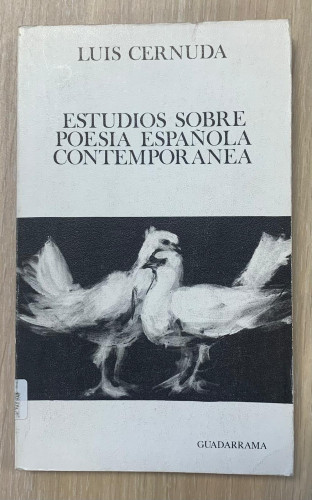 LUIS CERNUDA
ESTUDIOS SOBRE
POESIA ESPAÑOLA
CONTEMPORANEA
GUADARRAMA